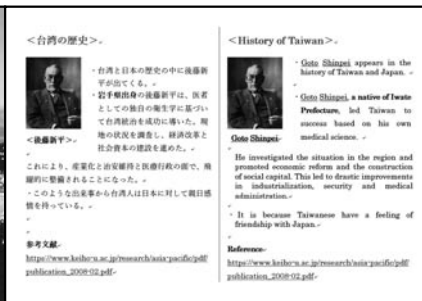 <台湾の歴史>
・台湾と日本の歴史の中に後藤新
平が出てくる。
・岩手県出身の後藤新平は、医者
としての独自の衛生学に基づい
て台湾統治を成功に導いた。現
地の状況を調査し、経済改革と
<後藤新平>
社会資本の建設を進めた。
これにより、産業化と治安維持と医療行政の面で、飛
躍的に整備されることになった。
・このような出来事から台湾人は日本に対して親日感
情を持っている。
参考文献
https://www.keiho-u.ac.jp/research/asia-pacific/pdf/
publication_2008-02.pdf
<History of Taiwan>
・Goto Shinpei appears in the
history of Taiwan and Japan.
・Goto Shinpei, a native of Iwate
Prefecture, led Taiwan to
success based on his own
Goto Shinpei
medical science.
He investigated the situation in the region and
promoted economic reform and the construction
of social capital. This led to drastic improvements
in industrialization, security and medical
administration.
・It is because Taiwanese have a feeling of
friendship with Japan.
Reference
https://www.keiho-u.ac.jp/research/asia-pacific/pdf/
publication_2008-02.pdf